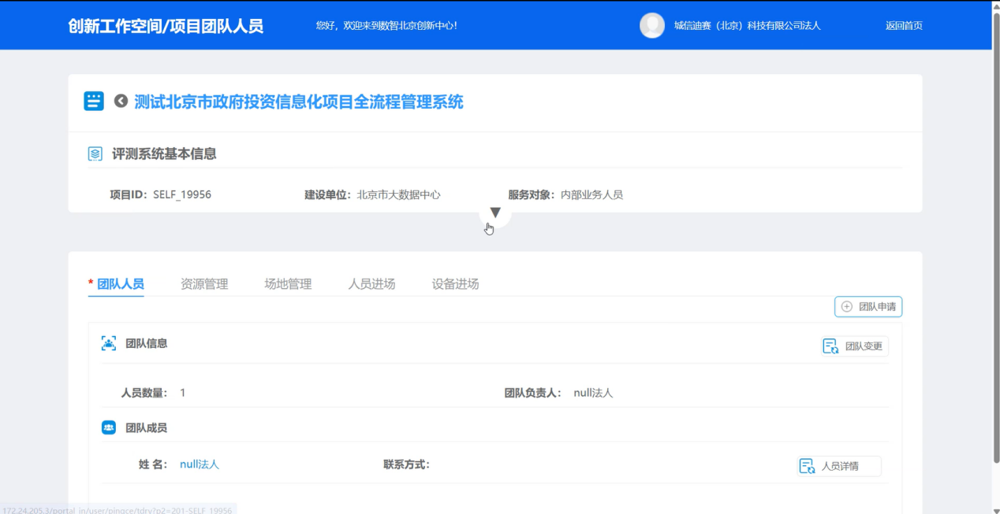 创新工作空间/项目团队人员 您好，欢迎来到数智北京创新中心！ 城信迪赛（北京）科技有限公司法人 返回首页
测试北京市政府投资信息化项目全流程管理系统
评测系统基本信息
项目ID： SELF_19956 建设单位：北京市大数据中心 服务对象：内部业务人员
* 团队人员 资源管理 场地管理 人员进场 设备进场
团队申请
团队信息 团队变更
人员数量： 1 团队负责人： null法人
团队成员
姓 名： null法人 联系方式： 人员详情
172.24.205.3/portal_in/user/pingce/tdry?p2=201-SELF_19956